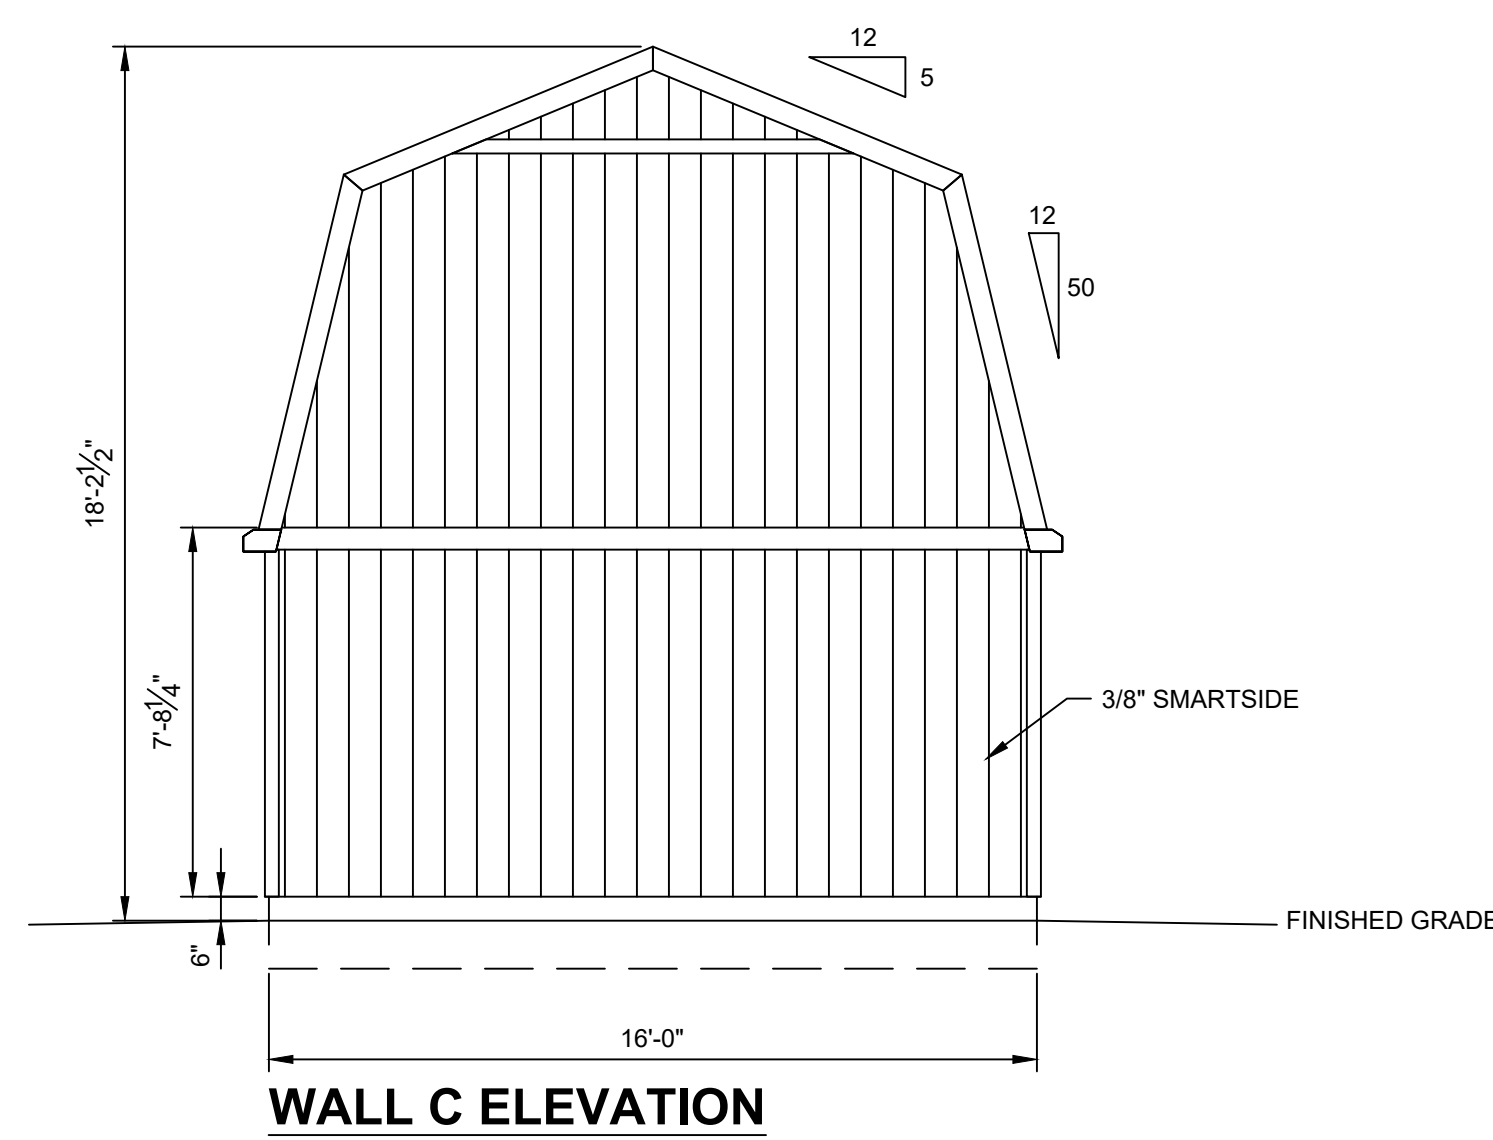 12
5
12
50
18'-2½"
7'-8¼"
3/8" SMARTSIDE
FINISHED GRADE
6"
16'-0"
WALL C ELEVATION